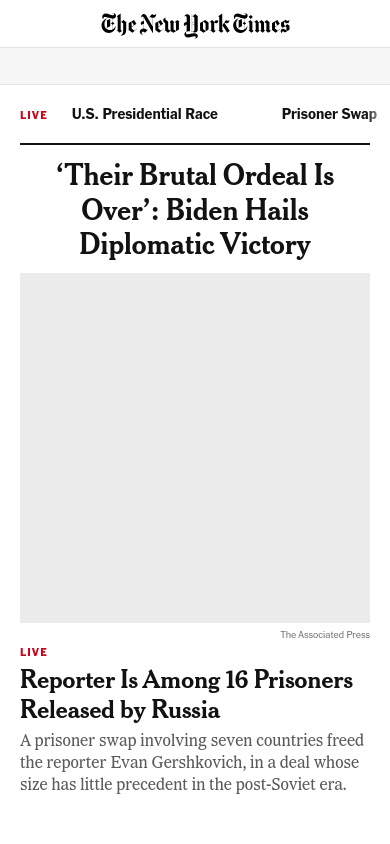 The New York Times
LIVE
U.S. Presidential Race
Prisoner Swap
‘Their Brutal Ordeal Is
Over’: Biden Hails
Diplomatic Victory
The Associated Press
LIVE
Reporter Is Among 16 Prisoners
Released by Russia
A prisoner swap involving seven countries freed
the reporter Evan Gershkovich, in a deal whose
size has little precedent in the post-Soviet era.